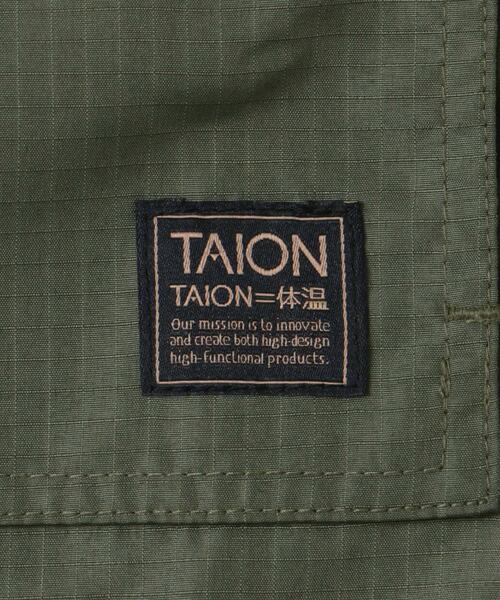 TAION
TAION=体温
Our mission is to innovate
and create both high-design
high-functional products.